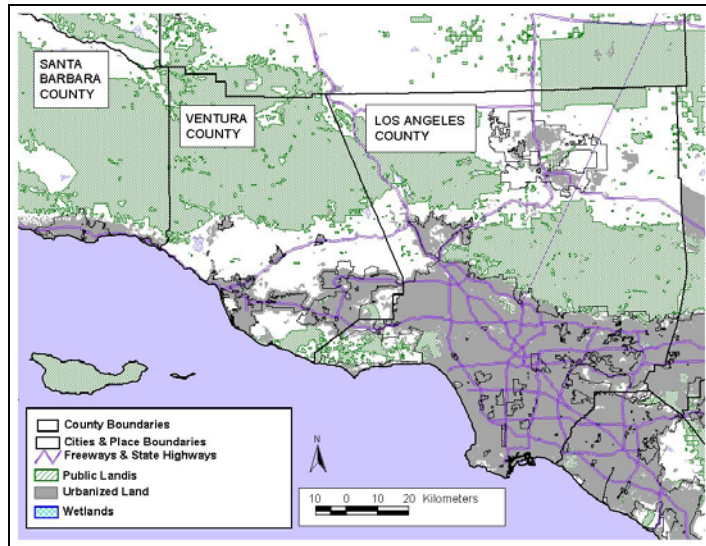 SANTA
BARBARA
COUNTY
VENTURA
COUNTY
LOS ANGELES
COUNTY
County Boundaries
Cities & Place Boundaries
Freeways & State Highways
Public Landis
Urbanized Land
Wetlands
N
10 0 10 20 Kilometers